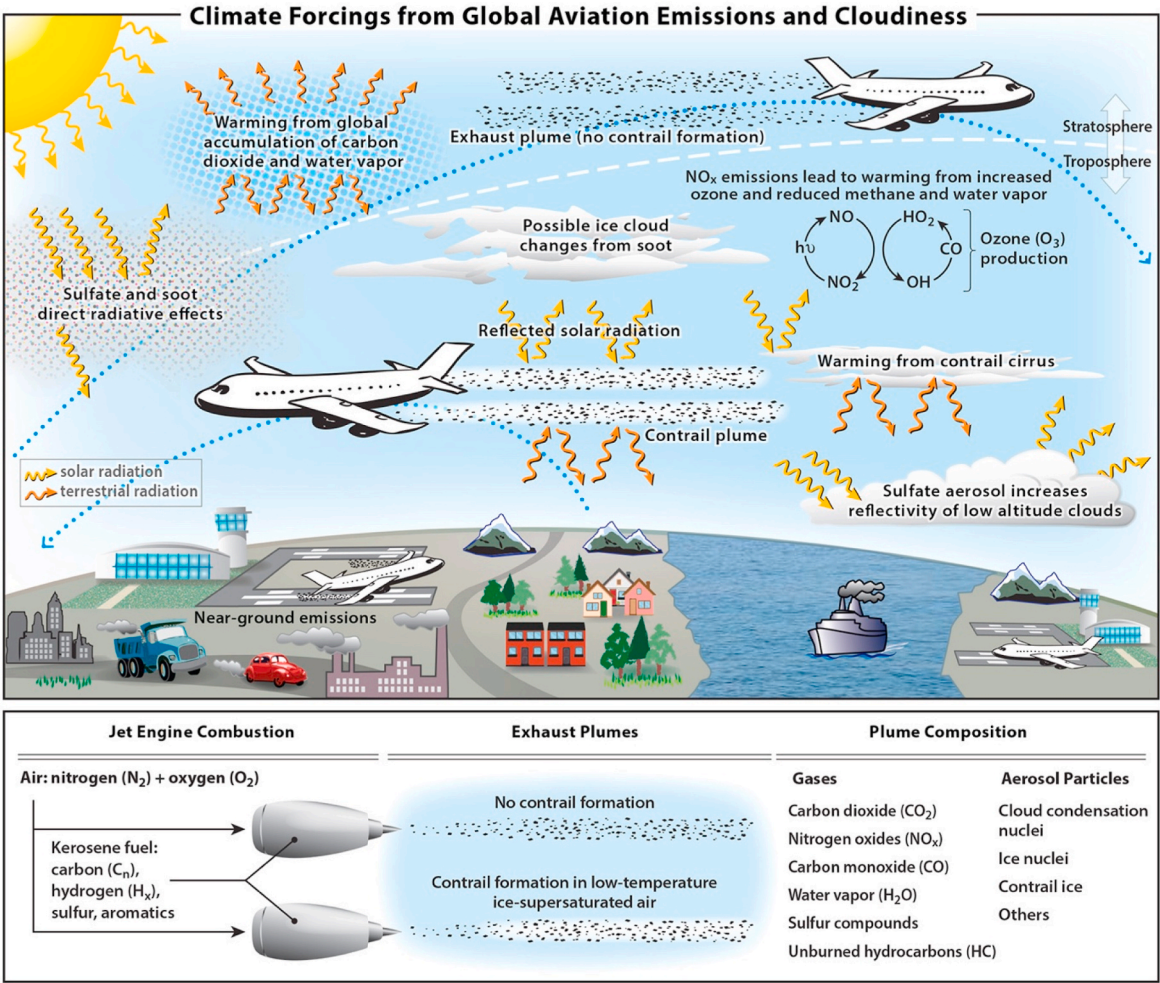 Climate Forcings from Global Aviation Emissions and Cloudiness
Warming from global
accumulation of carbon
dioxide and water vapor
Exhaust plume (no contrail formation)
Stratosphere
Troposphere
NOₓ emissions lead to warming from increased
ozone and reduced methane and water vapor
Possible ice cloud
changes from soot
NO
HO₂
hυ
CO
NO₂
OH
Ozone (O₃)
production
Sulfate and soot
direct radiative effects
Reflected solar radiation
Warming from contrail cirrus
Contrail plume
solar radiation
terrestrial radiation
Sulfate aerosol increases
reflectivity of low altitude clouds
Near-ground emissions
Jet Engine Combustion
Air: nitrogen (N₂) + oxygen (O₂)
Kerosene fuel:
carbon (Cₙ),
hydrogen (Hₓ),
sulfur, aromatics
Exhaust Plumes
No contrail formation
Contrail formation in low-temperature
ice-supersaturated air
Plume Composition
Gases
Carbon dioxide (CO₂)
Nitrogen oxides (NOₓ)
Carbon monoxide (CO)
Water vapor (H₂O)
Sulfur compounds
Unburned hydrocarbons (HC)
Aerosol Particles
Cloud condensation
nuclei
Ice nuclei
Contrail ice
Others